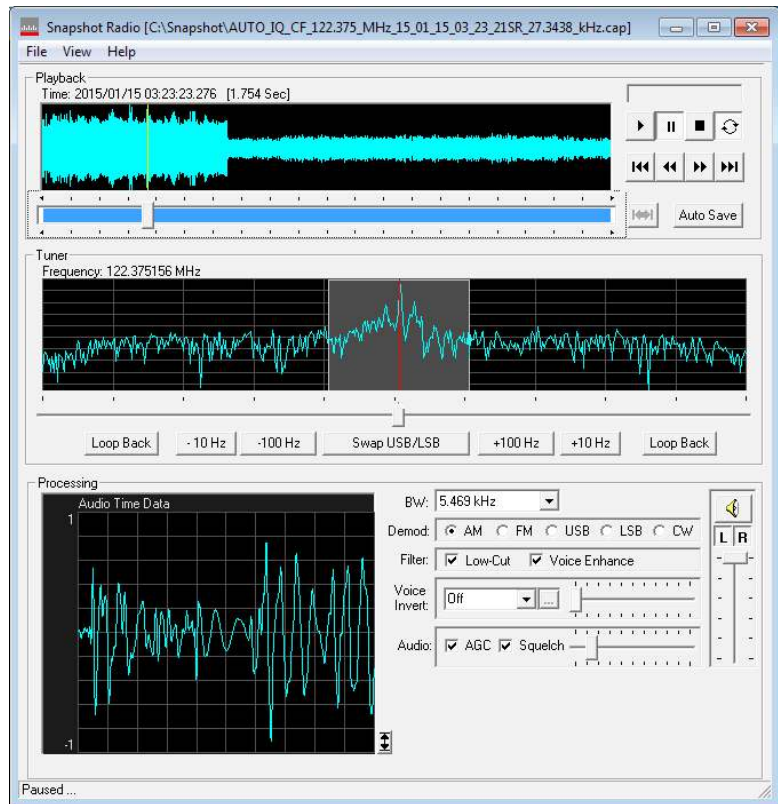 Snapshot Radio [C:\Snapshot\AUTO_IQ_CF_122.375_MHz_15_01_15_03_23_21SR_27.3438_kHz.cap]
File View Help
Playback
Time: 2015/01/15 03:23:23.276 [1.754 Sec]
Auto Save
Tuner
Frequency: 122.375156 MHz
Loop Back - 10 Hz -100 Hz Swap USB/LSB +100 Hz +10 Hz Loop Back
Processing
Audio Time Data
1
-1
BW: 5.469 kHz
Demod: AM FM USB LSB CW
Filter: Low-Cut Voice Enhance
Voice
Invert: Off ...
Audio: AGC Squelch
L R
Paused ...